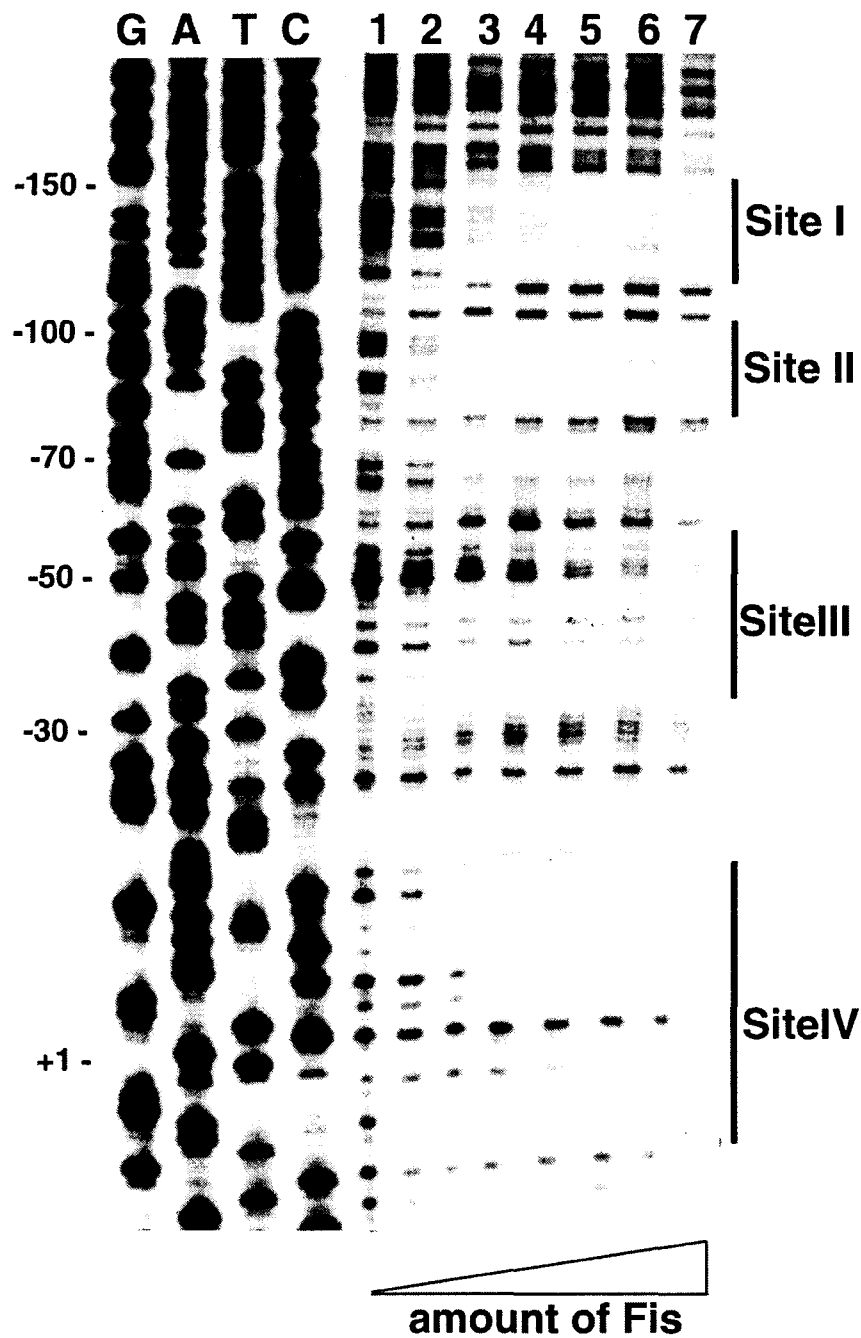 G A T C 1 2 3 4 5 6 7
-150 -
Site I
-100 -
Site II
-70 -
-50 -
SiteIII
-30 -
SiteIV
+1 -
amount of Fis